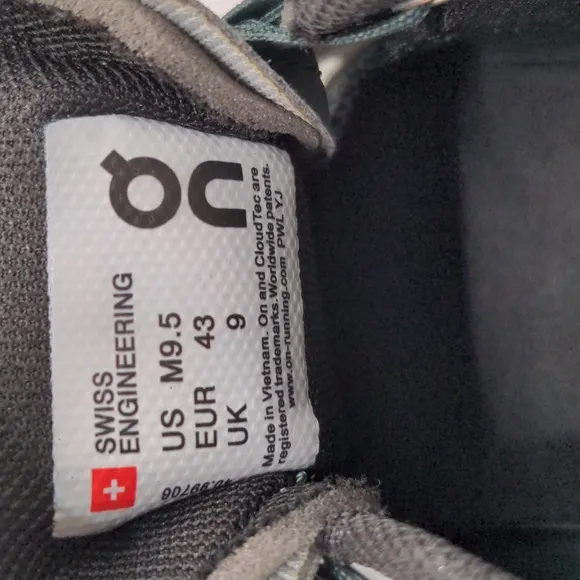 on
SWISS
ENGINEERING
US M9.5
EUR 43
UK 9
Made in Vietnam. On and CloudTec are
registered trademarks.Worldwide patents.
www.on-running.com PWL YJ